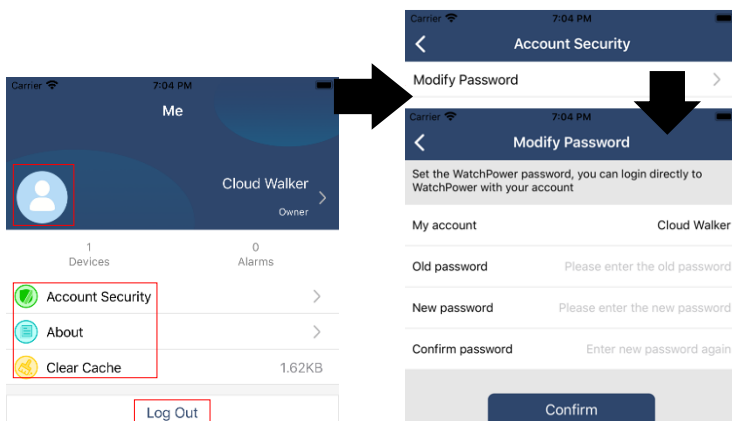 Carrier 7:04 PM
Me
Cloud Walker
Owner
1 0
Devices Alarms
Account Security
About
Clear Cache 1.62KB
Log Out
Carrier 7:04 PM
Account Security
Modify Password
Carrier 7:04 PM
Modify Password
Set the WatchPower password, you can login directly to
WatchPower with your account
My account Cloud Walker
Old password Please enter the old password
New password Please enter the new password
Confirm password Enter new password again
Confirm